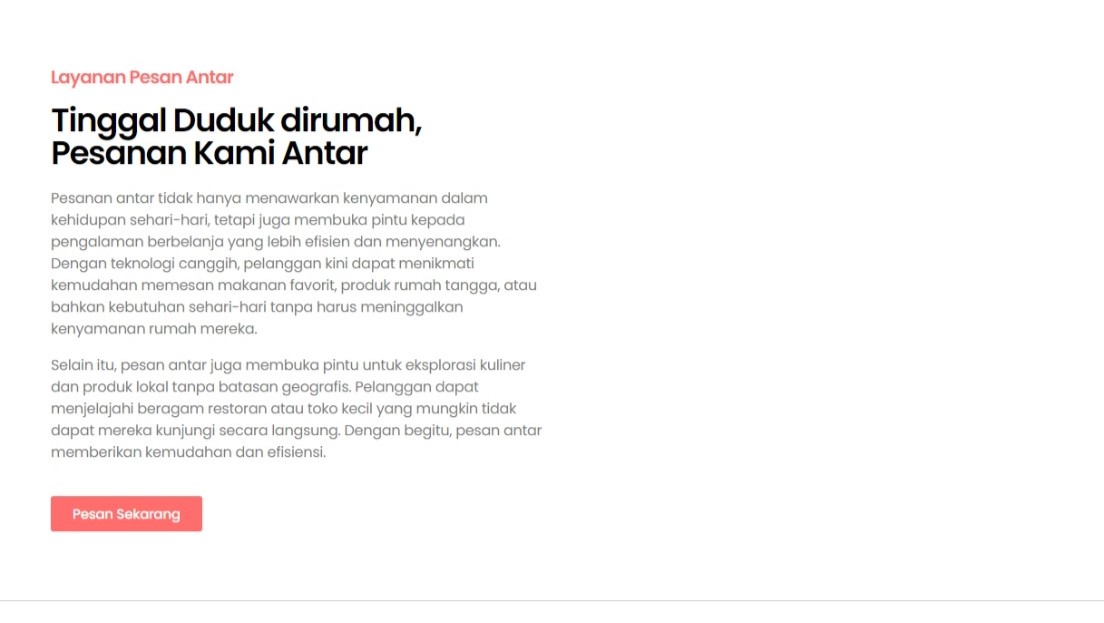 Layanan Pesan Antar
Tinggal Duduk dirumah,
Pesanan Kami Antar
Pesanan antar tidak hanya menawarkan kenyamanan dalam
kehidupan sehari-hari, tetapi juga membuka pintu kepada
pengalaman berbelanja yang lebih efisien dan menyenangkan.
Dengan teknologi canggih, pelanggan kini dapat menikmati
kemudahan memesan makanan favorit, produk rumah tangga, atau
bahkan kebutuhan sehari-hari tanpa harus meninggalkan
kenyamanan rumah mereka.
Selain itu, pesan antar juga membuka pintu untuk eksplorasi kuliner
dan produk lokal tanpa batasan geografis. Pelanggan dapat
menjelajahi beragam restoran atau toko kecil yang mungkin tidak
dapat mereka kunjungi secara langsung. Dengan begitu, pesan antar
memberikan kemudahan dan efisiensi.
Pesan Sekarang